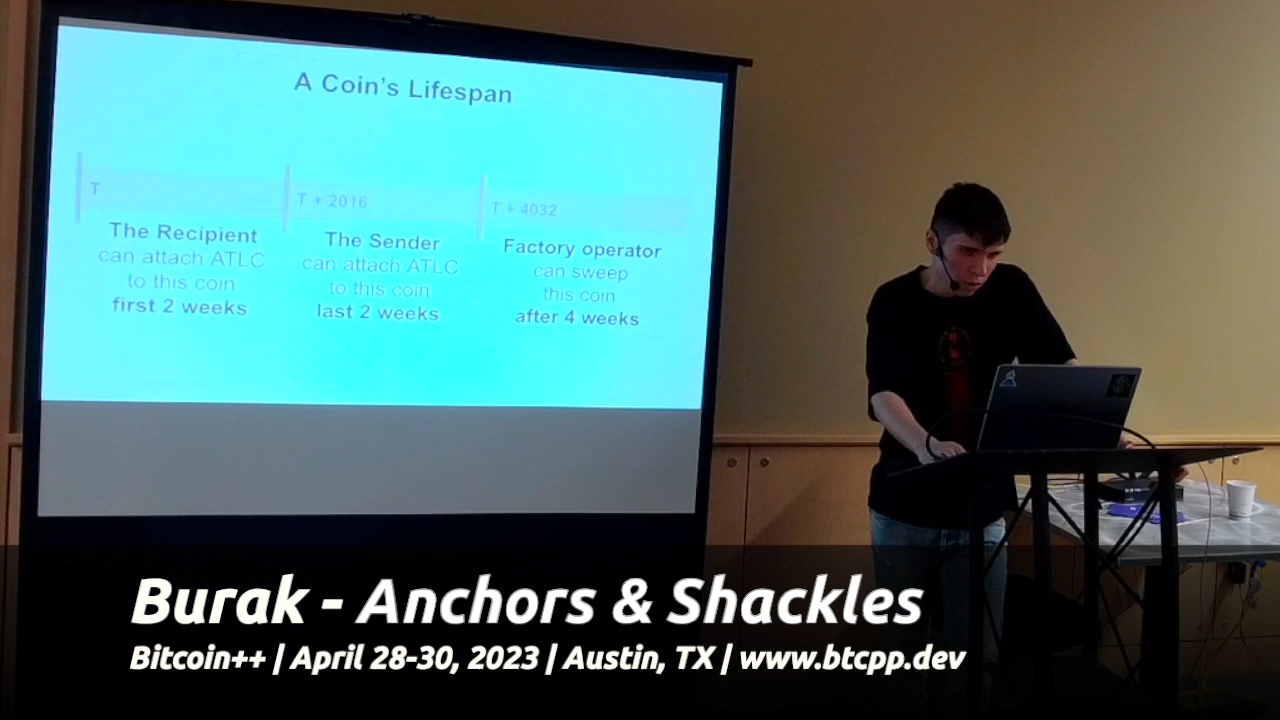 A Coin's Lifespan
T
T + 2016
T + 4032
The Recipient
can attach ATLC
to this coin
first 2 weeks
The Sender
can attach ATLC
to this coin
last 2 weeks
Factory operator
can sweep
this coin
after 4 weeks
Burak - Anchors & Shackles
Bitcoin++ | April 28-30, 2023 | Austin, TX | www.btcpp.dev